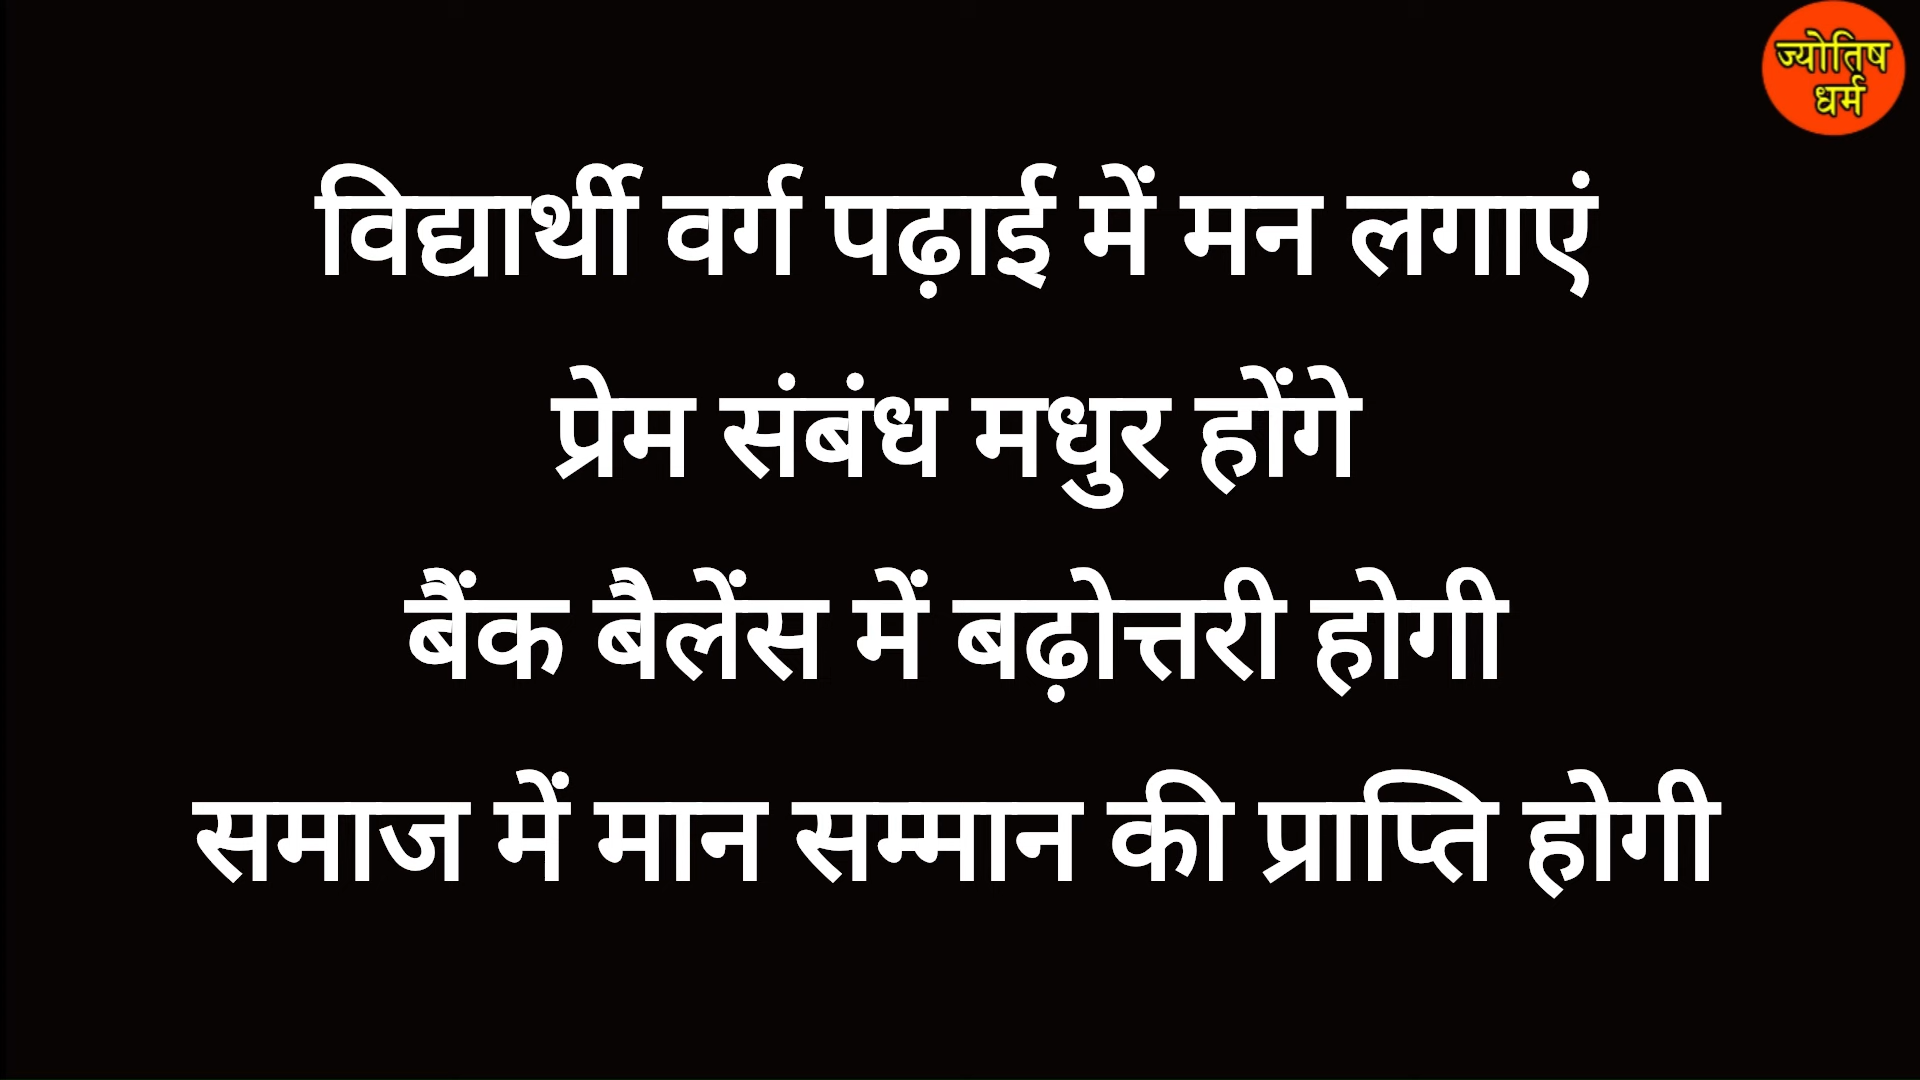 ज्योतिष
धर्म
विद्यार्थी वर्ग पढ़ाई में मन लगाएं
प्रेम संबंध मधुर होंगे
बैंक बैलेंस में बढ़ोत्तरी होगी
समाज में मान सम्मान की प्राप्ति होगी